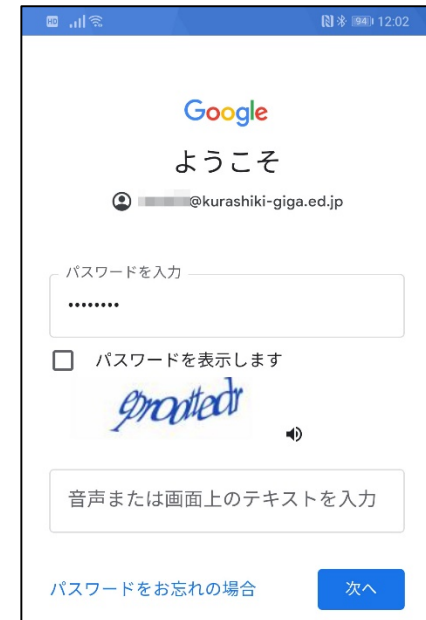 94 12:02
Google
ようこそ
@kurashiki-giga.ed.jp
パスワードを入力
••••••••
パスワードを表示します
音声または画面上のテキストを入力
パスワードをお忘れの場合 次へ